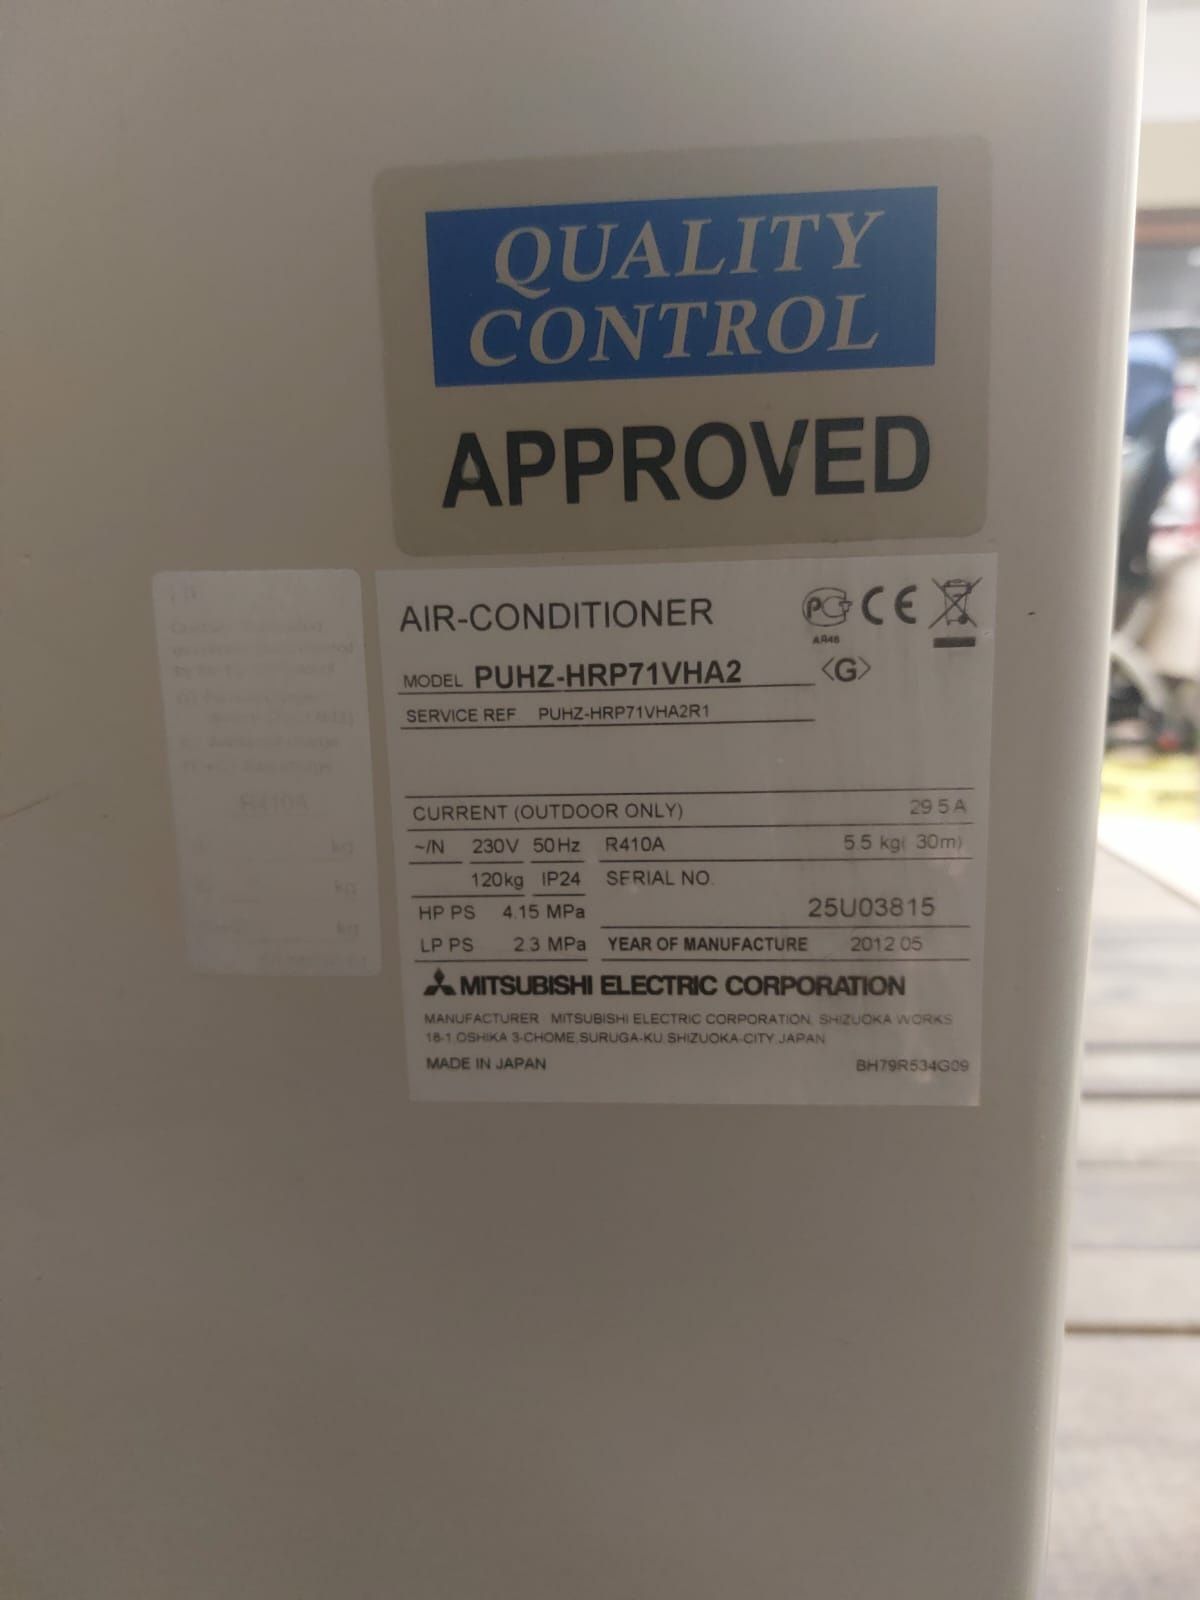 QUALITY
CONTROL
APPROVED
AIR-CONDITIONER
PG CE
AR46
MODEL PUHZ-HRP71VHA2 <G>
SERVICE REF PUHZ-HRP71VHA2R1
CURRENT (OUTDOOR ONLY) 29.5 A
~/N 230V 50Hz R410A 5.5 kg( 30m)
120kg IP24 SERIAL NO.
HP PS 4.15 MPa 25U03815
LP PS 2.3 MPa YEAR OF MANUFACTURE 2012.05
MITSUBISHI ELECTRIC CORPORATION
MANUFACTURER MITSUBISHI ELECTRIC CORPORATION, SHIZUOKA WORKS
18-1, OSHIKA 3-CHOME, SURUGA-KU, SHIZUOKA-CITY, JAPAN
MADE IN JAPAN BH79R534G09
R410A
kg
kg
kg